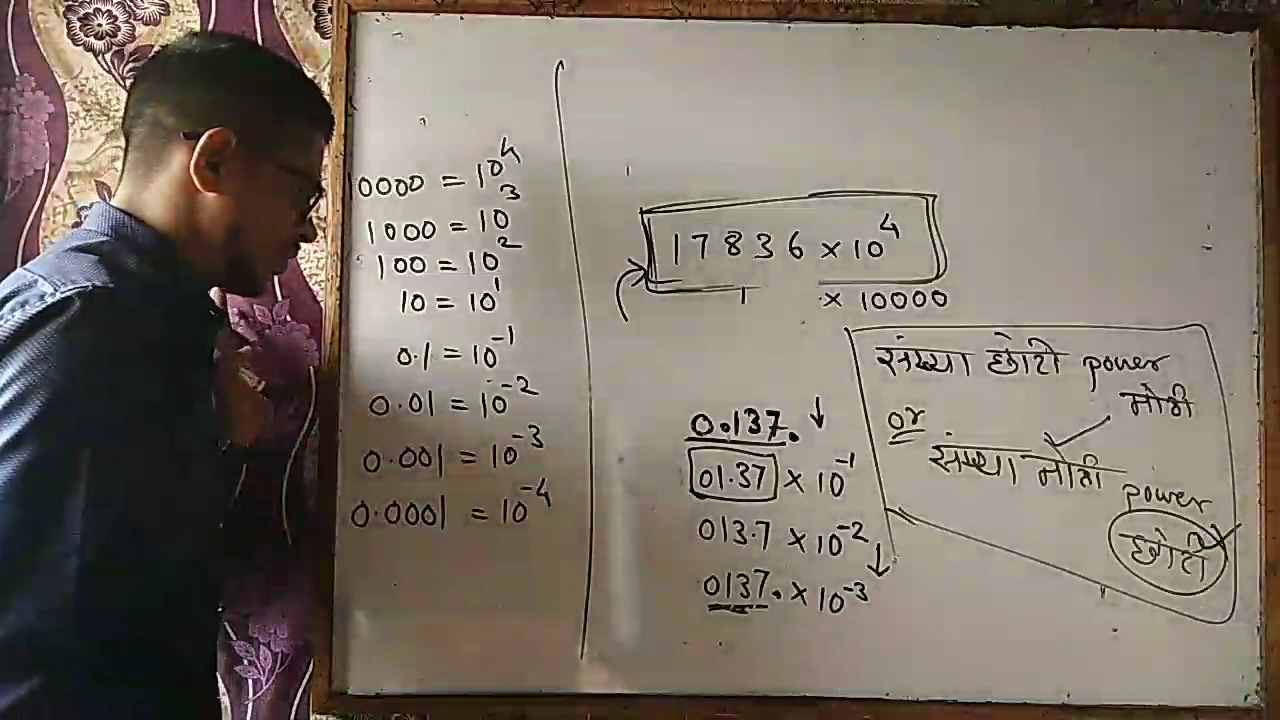 10000 = 10⁴
1000 = 10³
100 = 10²
10 = 10¹
0.1 = 10⁻¹
0.01 = 10⁻²
0.001 = 10⁻³
0.0001 = 10⁻⁴
17836 × 10⁴
× 10000
0.137.
01.37 × 10⁻¹
013.7 × 10⁻²
0137. × 10⁻³
संख्या छोटी power
मोटी
or
संख्या मोटी power
छोटी